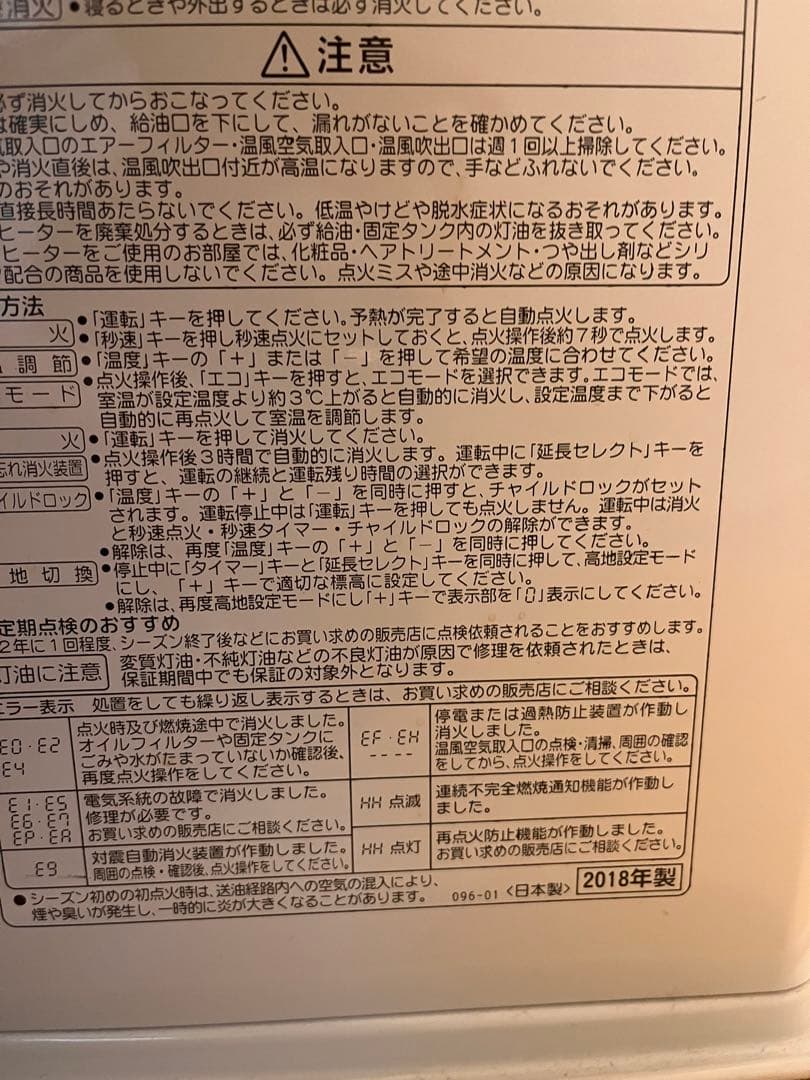 消火 ●寝るときや外出するときは必ず消火してください。
注意
必ず消火してからおこなってください。
は確実にしめ、給油口を下にして、漏れがないことを確かめてください。
気取入口のエアーフィルター・温風空気取入口・温風吹出口は週1回以上掃除してください。
や消火直後は、温風吹出口付近が高温になりますので、手などふれないでください。
のおそれがあります。
直接長時間あたらないでください。低温やけどや脱水症状になるおそれがあります。
ヒーターを廃棄処分するときは、必ず給油・固定タンク内の灯油を抜き取ってください。
ヒーターをご使用のお部屋では、化粧品・ヘアトリートメント・つや出し剤などシリ
配合の商品を使用しないでください。点火ミスや途中消火などの原因になります。
方法
火 ●「運転」キーを押してください。予熱が完了すると自動点火します。
●「秒速」キーを押し秒速点火にセットしておくと、点火操作後約7秒で点火します。
調節 ●「温度」キーの「+」または「−」を押して希望の温度に合わせてください。
モード ●点火操作後、「エコ」キーを押すと、エコモードを選択できます。エコモードでは、
室温が設定温度より約3℃上がると自動的に消火し、設定温度まで下がると
自動的に再点火して室温を調節します。
火 ●「運転」キーを押して消火してください。
忘れ消火装置 ●点火操作後3時間で自動的に消火します。運転中に「延長セレクト」キーを
押すと、運転の継続と運転残り時間の選択ができます。
イルドロック ●「温度」キーの「+」と「−」を同時に押すと、チャイルドロックがセット
されます。運転停止中は「運転」キーを押しても点火しません。運転中は消火
と秒速点火・秒速タイマー・チャイルドロックの解除ができます。
●解除は、再度「温度」キーの「+」と「−」を同時に押してください。
地切換 ●停止中に「タイマー」キーと「延長セレクト」キーを同時に押して、高地設定モード
にし、「+」キーで適切な標高に設定してください。
●解除は、再度高地設定モードにし「+」キーで表示部を「0」表示にしてください。
定期点検のおすすめ
2年に1回程度、シーズン終了後などにお買い求めの販売店に点検依頼されることをおすすめします。
灯油に注意 変質灯油・不純灯油などの不良灯油が原因で修理を依頼されたときは、
保証期間中でも保証の対象外となります。
エラー表示 処置をしても繰り返し表示するときは、お買い求めの販売店にご相談ください。
E0・E2
E4
点火時及び燃焼途中で消火しました。
オイルフィルターや固定タンクに
ごみや水がたまっていないか確認後、
再度点火操作をしてください。
EF・EH
----
停電または過熱防止装置が作動し
消火しました。
温風空気取入口の点検・清掃、周囲の確認
をしてから、点火操作をしてください。
E1・E5
E6・E7
EP・EA
電気系統の故障で消火しました。
修理が必要です。
お買い求めの販売店にご相談ください。
HH 点滅
連続不完全燃焼通知機能が作動し
ました。
E9
対震自動消火装置が作動しました。
周囲の点検・確認後、点火操作をしてください。
HH 点灯
再点火防止機能が作動しました。
お買い求めの販売店にご相談ください。
●シーズン初めの初点火時は、送油経路内への空気の混入により、
煙や臭いが発生し、一時的に炎が大きくなることがあります。
096-01 <日本製> 2018年製